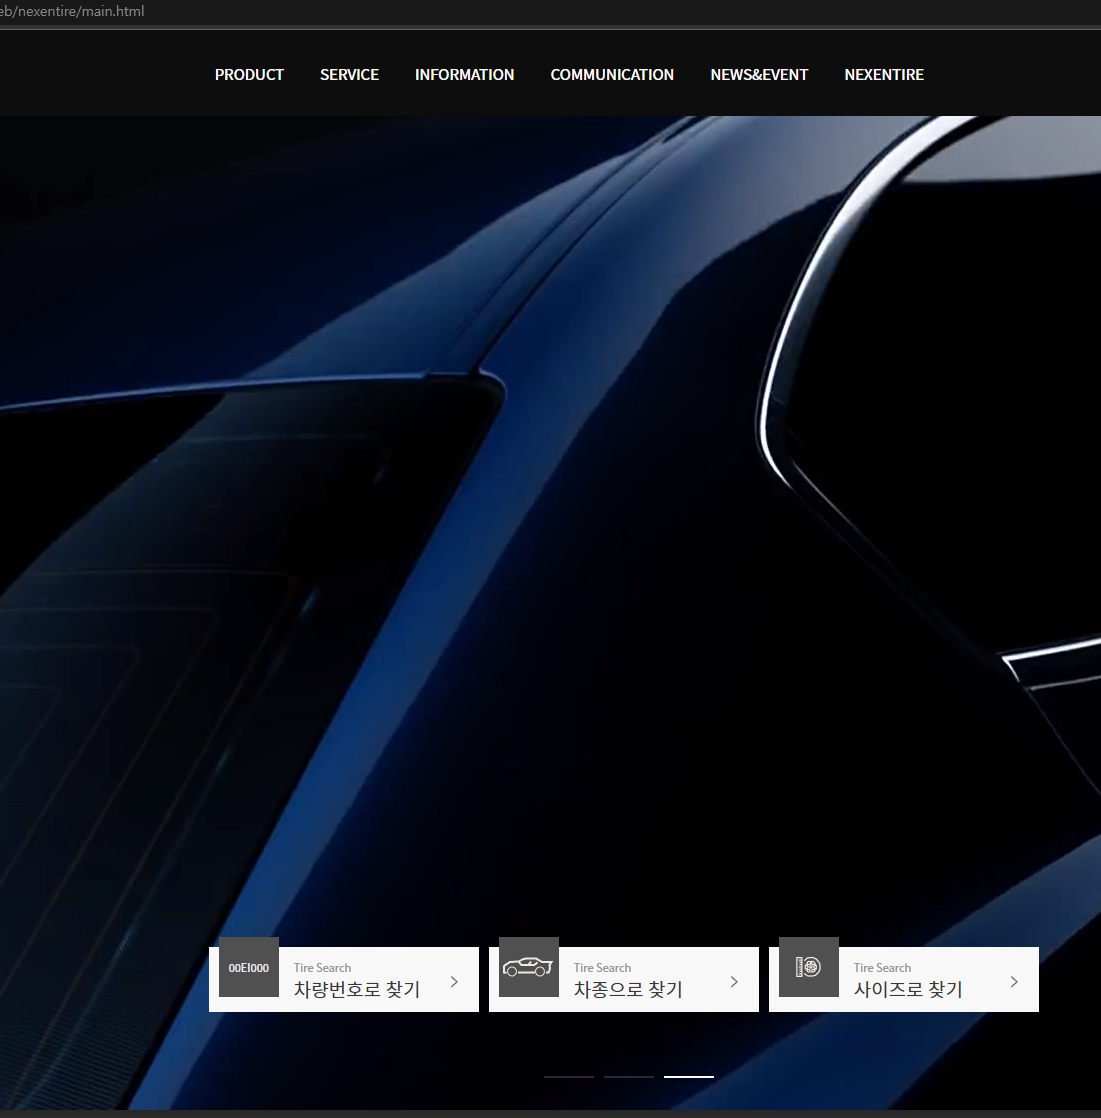 eb/nexentire/main.html
PRODUCT SERVICE INFORMATION COMMUNICATION NEWS&EVENT NEXENTIRE
00EI000
Tire Search
차량번호로 찾기
Tire Search
차종으로 찾기
Tire Search
사이즈로 찾기